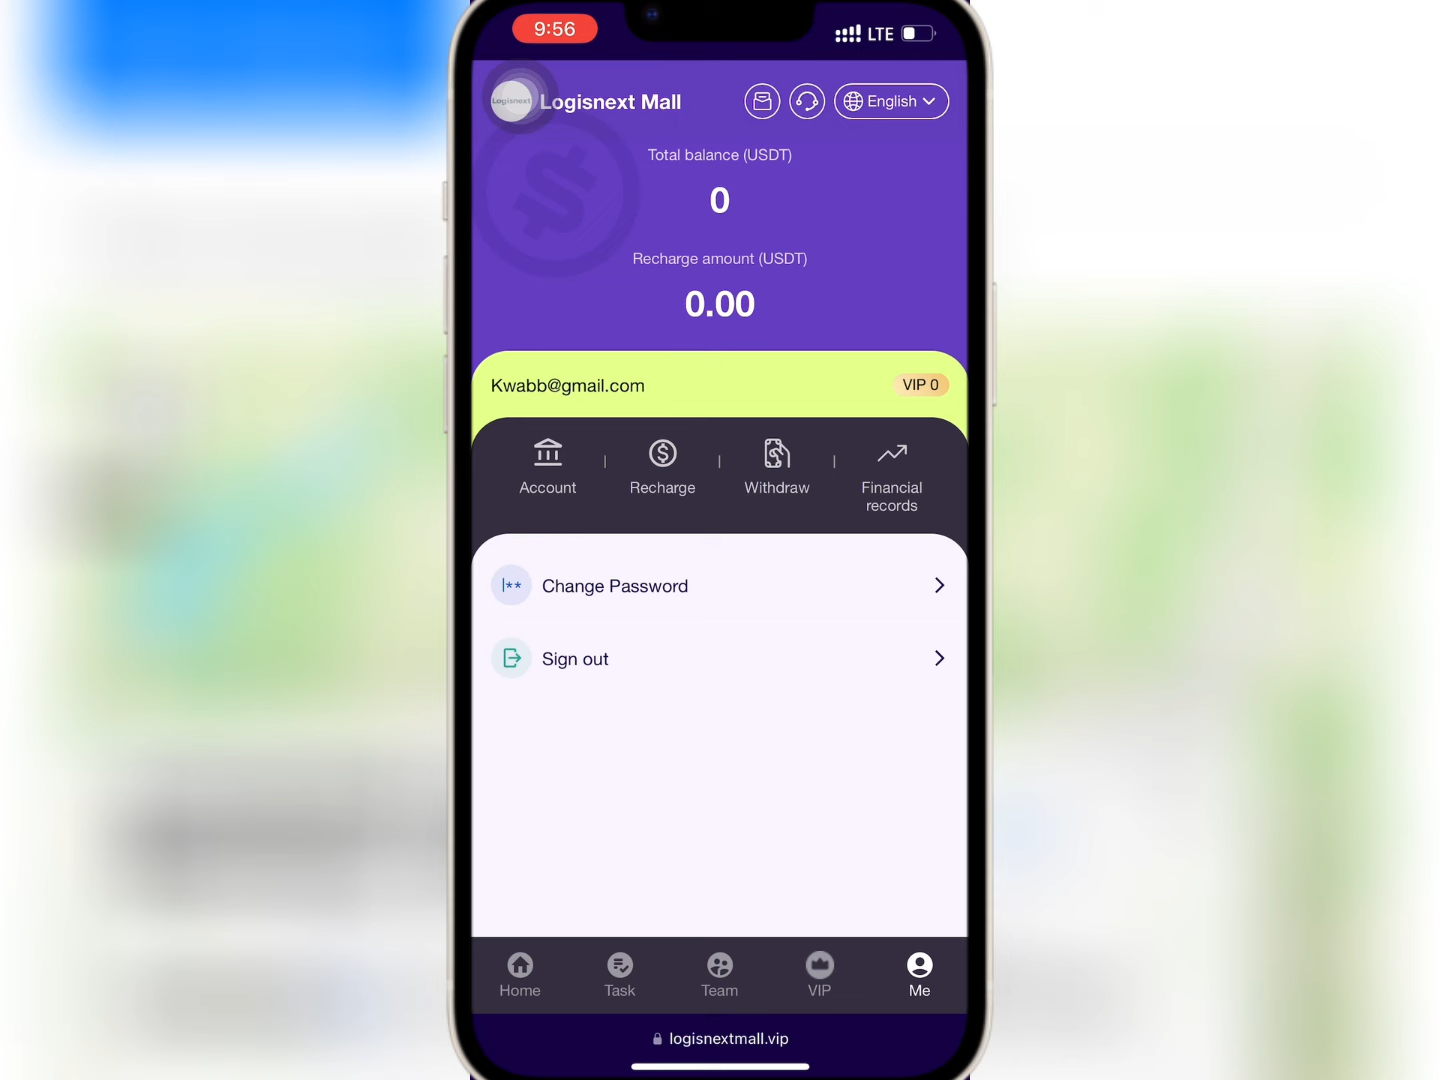 9:56
LTE
Logisnext
Logisnext Mall
English
Total balance (USDT)
0
Recharge amount (USDT)
0.00
Kwabb@gmail.com
VIP 0
Account
Recharge
Withdraw
Financial
records
Change Password
Sign out
Home
Task
Team
VIP
Me
logisnextmall.vip